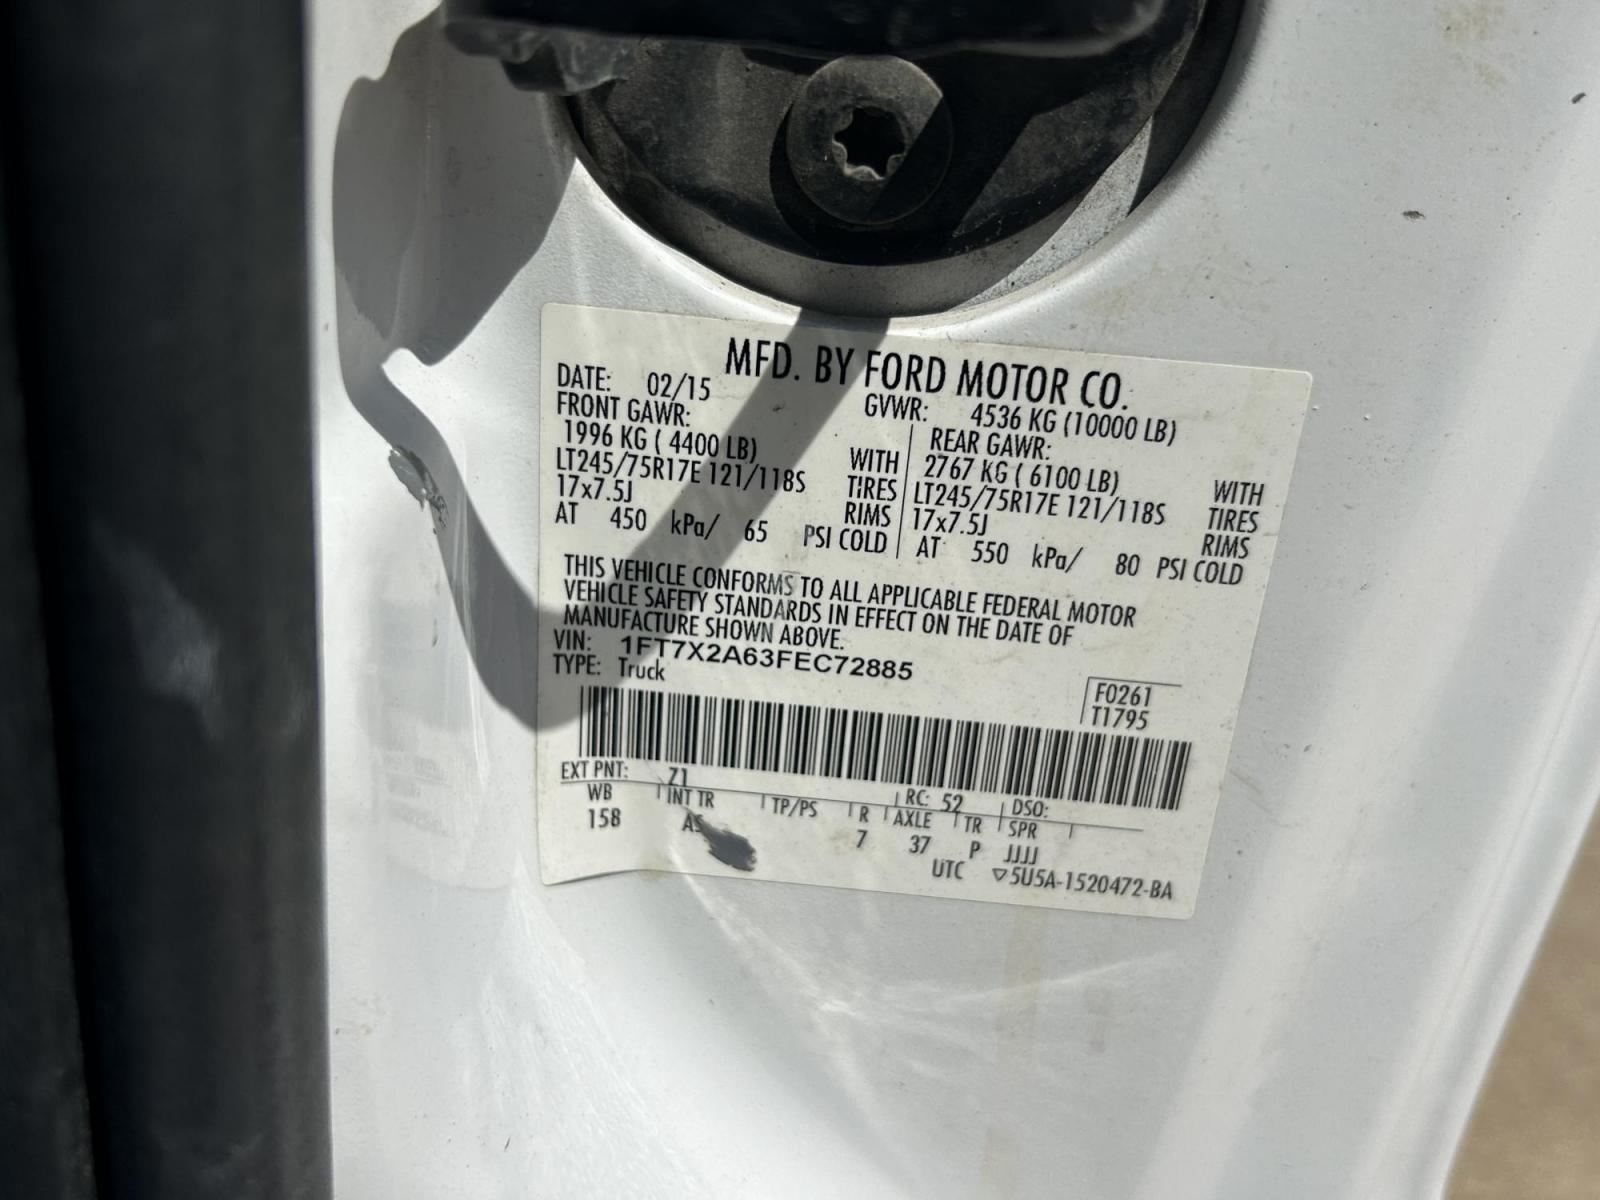 MFD. BY FORD MOTOR CO.
DATE: 02/15 GVWR: 4536 KG (10000 LB)
FRONT GAWR: REAR GAWR:
1996 KG ( 4400 LB) WITH 2767 KG ( 6100 LB) WITH
LT245/75R17E 121/118S TIRES LT245/75R17E 121/118S TIRES
17x7.5J RIMS 17x7.5J RIMS
AT 450 kPa/ 65 PSI COLD AT 550 kPa/ 80 PSI COLD
THIS VEHICLE CONFORMS TO ALL APPLICABLE FEDERAL MOTOR
VEHICLE SAFETY STANDARDS IN EFFECT ON THE DATE OF
MANUFACTURE SHOWN ABOVE.
VIN: 1FT7X2A63FEC72885
TYPE: Truck
F0261
T1795
EXT PNT: Z1 RC: 52 DSO:
WB INT TR TP/PS R AXLE TR SPR
158 AS 7 37 P JJJJ
UTC ▽5U5A-1520472-BA